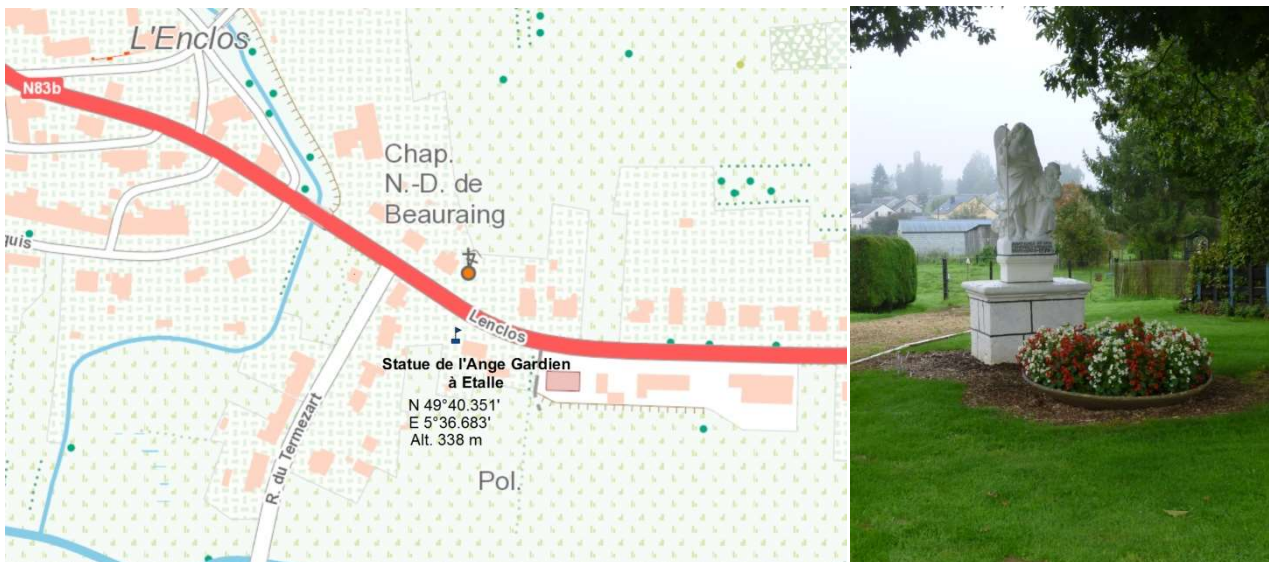 L'Enclos
N83b
Chap.
N.-D. de
Beauraing
quis
Lenclos
Statue de l'Ange Gardien
à Etalle
N 49°40.351'
E 5°36.683'
Alt. 338 m
R. du Termezart
Pol.